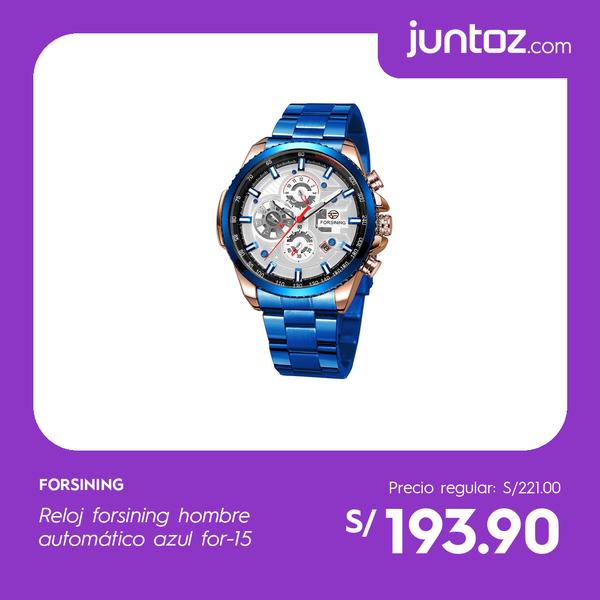 juntoz.com
FORSINING
FORSINING
Reloj forsining hombre
automático azul for-15
Precio regular: S/221.00
S/ 193.90